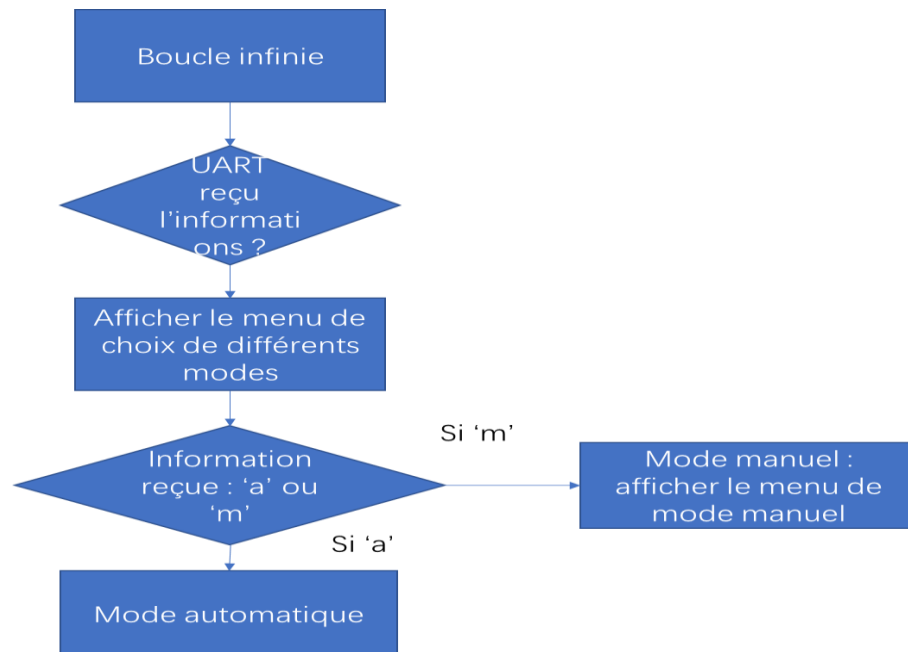 Boucle infinie
UART
reçu
l'informati
ons ?
Afficher le menu de
choix de différents
modes
Si ‘m’
Information
reçue : ‘a’ ou
‘m’
Mode manuel :
afficher le menu de
mode manuel
Si ‘a’
Mode automatique